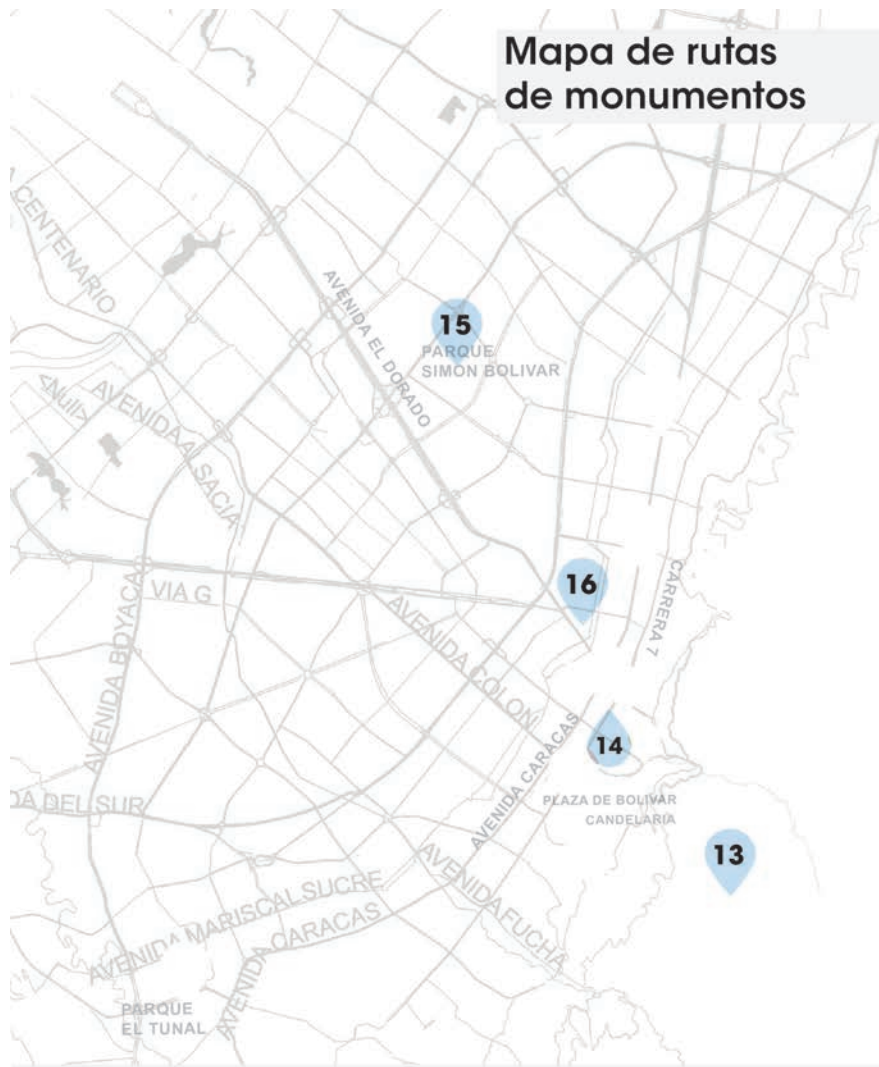 Mapa de rutas
de monumentos
CENTENARIO
AVENIDA EL DORADO
15
PARQUE
SIMON BOLIVAR
<Null>
AVENIDA ALSACIA
16
CARRERA 7
VIA G
AVENIDA BOYACA
AVENIDA COLON
14
AVENIDA CARACAS
DA DEL SUR
PLAZA DE BOLIVAR
CANDELARIA
13
AVENIDA MARISCAL SUCRE
AVENIDA FUCHA
AVENIDA CARACAS
PARQUE
EL TUNAL